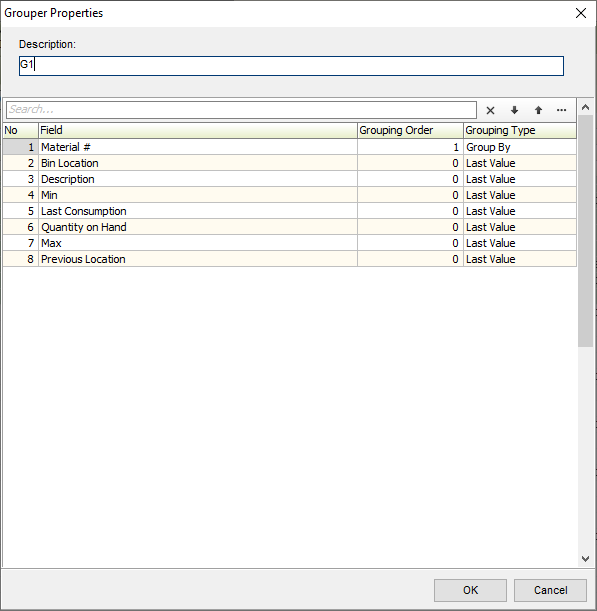 Grouper Properties
Description:
G1
Search...
No Field Grouping Order Grouping Type
1 Material # 1 Group By
2 Bin Location 0 Last Value
3 Description 0 Last Value
4 Min 0 Last Value
5 Last Consumption 0 Last Value
6 Quantity on Hand 0 Last Value
7 Max 0 Last Value
8 Previous Location 0 Last Value
OK Cancel